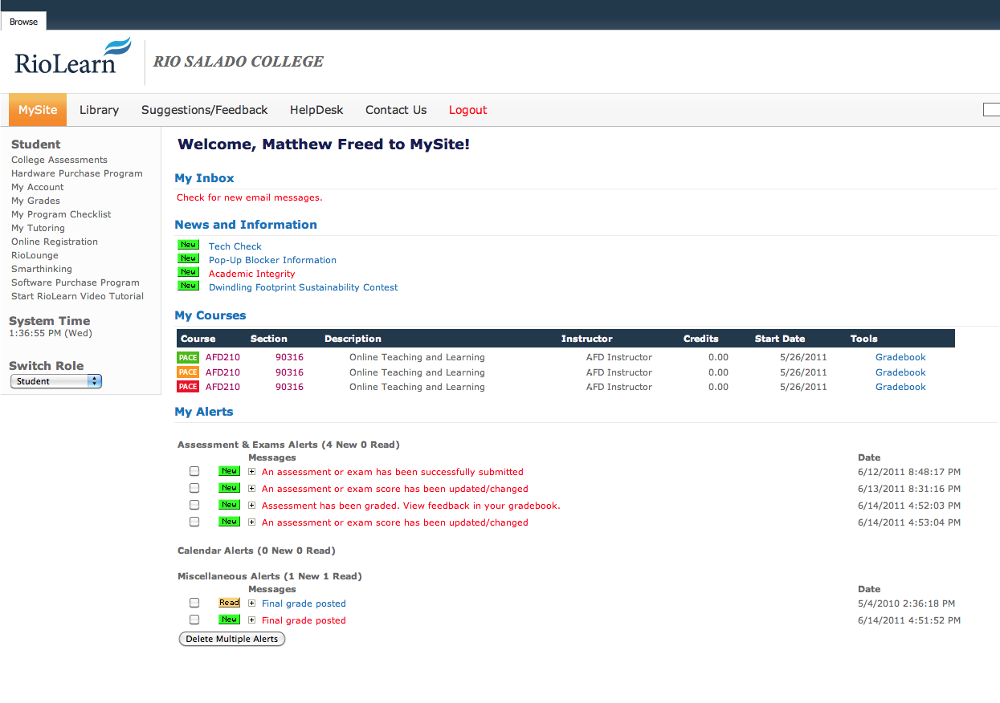 Browse
RioLearn
RIO SALADO COLLEGE
MySite Library Suggestions/Feedback HelpDesk Contact Us Logout
Student
College Assessments
Hardware Purchase Program
My Account
My Grades
My Program Checklist
My Tutoring
Online Registration
RioLounge
Smarthinking
Software Purchase Program
Start RioLearn Video Tutorial
System Time
1:36:55 PM (Wed)
Switch Role
Student
Welcome, Matthew Freed to MySite!
My Inbox
Check for new email messages.
News and Information
New Tech Check
New Pop-Up Blocker Information
New Academic Integrity
New Dwindling Footprint Sustainability Contest
My Courses
Course Section Description Instructor Credits Start Date Tools
PACE AFD210 90316 Online Teaching and Learning AFD Instructor 0.00 5/26/2011 Gradebook
PACE AFD210 90316 Online Teaching and Learning AFD Instructor 0.00 5/26/2011 Gradebook
PACE AFD210 90316 Online Teaching and Learning AFD Instructor 0.00 5/26/2011 Gradebook
My Alerts
Assessment & Exams Alerts (4 New 0 Read)
Messages Date
New An assessment or exam has been successfully submitted 6/12/2011 8:48:17 PM
New An assessment or exam score has been updated/changed 6/13/2011 8:31:16 PM
New Assessment has been graded. View feedback in your gradebook. 6/14/2011 4:52:03 PM
New An assessment or exam score has been updated/changed 6/14/2011 4:53:04 PM
Calendar Alerts (0 New 0 Read)
Miscellaneous Alerts (1 New 1 Read)
Messages Date
Read Final grade posted 5/4/2010 2:36:18 PM
New Final grade posted 6/14/2011 4:51:52 PM
Delete Multiple Alerts